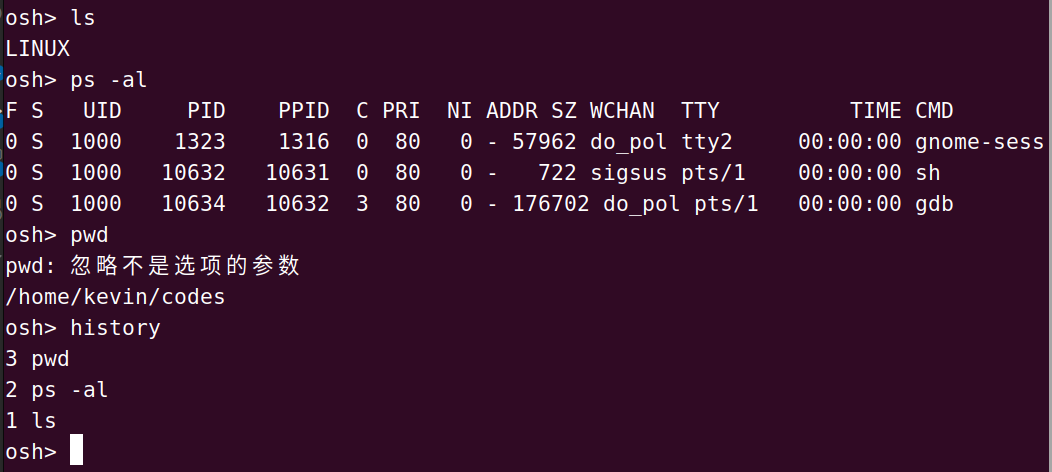 osh> ls
LINUX
osh> ps -al
F S   UID     PID    PPID  C PRI  NI ADDR SZ WCHAN  TTY          TIME CMD
0 S  1000    1323    1316  0  80   0 - 57962 do_pol tty2     00:00:00 gnome-sess
0 S  1000   10632   10631  0  80   0 -   722 sigsus pts/1    00:00:00 sh
0 S  1000   10634   10632  3  80   0 - 176702 do_pol pts/1   00:00:00 gdb
osh> pwd
pwd: 忽略不是选项的参数
/home/kevin/codes
osh> history
3 pwd
2 ps -al
1 ls
osh>